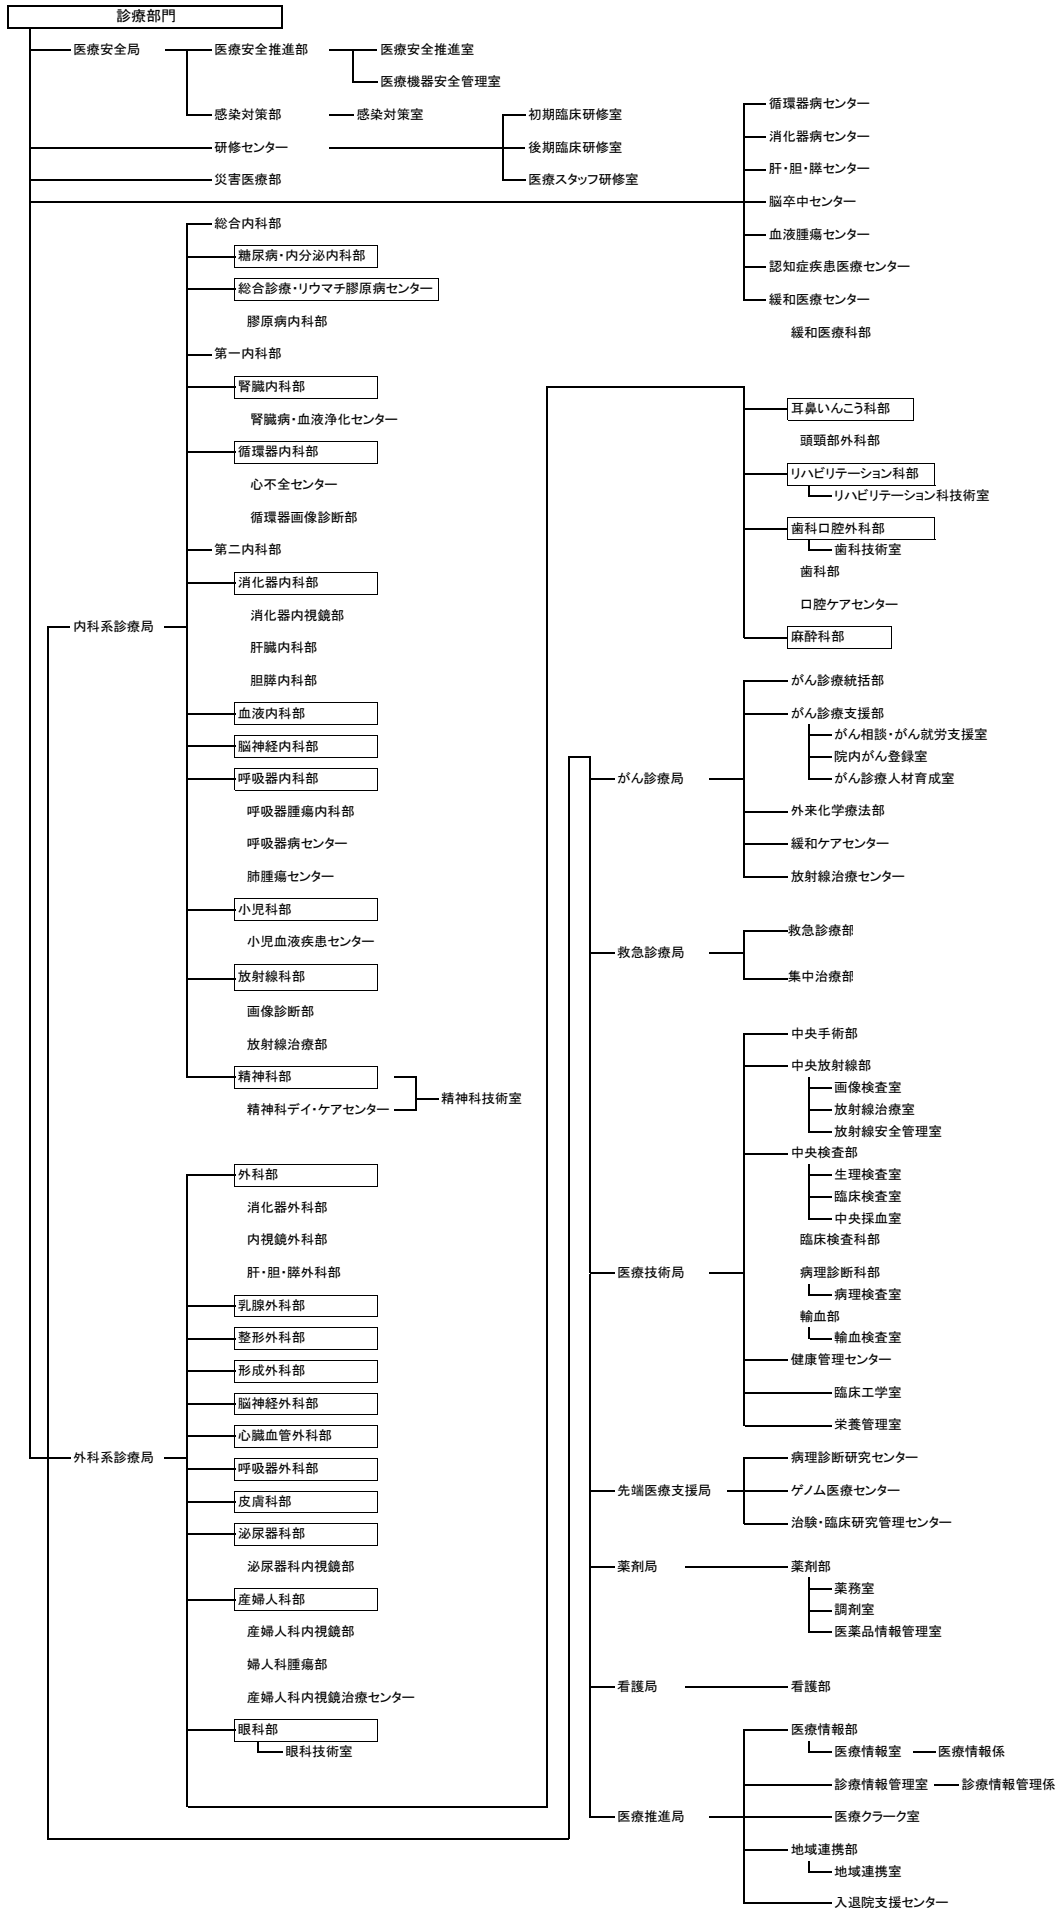 診療部門
医療安全局
医療安全推進部
医療安全推進室
医療機器安全管理室
感染対策部
感染対策室
研修センター
初期臨床研修室
後期臨床研修室
医療スタッフ研修室
災害医療部
循環器病センター
消化器病センター
肝・胆・膵センター
脳卒中センター
血液腫瘍センター
認知症疾患医療センター
緩和医療センター
緩和医療科部
内科系診療局
総合内科部
糖尿病・内分泌内科部
総合診療・リウマチ膠原病センター
膠原病内科部
第一内科部
腎臓内科部
腎臓病・血液浄化センター
循環器内科部
心不全センター
循環器画像診断部
第二内科部
消化器内科部
消化器内視鏡部
肝臓内科部
胆膵内科部
血液内科部
脳神経内科部
呼吸器内科部
呼吸器腫瘍内科部
呼吸器病センター
肺腫瘍センター
小児科部
小児血液疾患センター
放射線科部
画像診断部
放射線治療部
精神科部
精神科デイ・ケアセンター
精神科技術室
外科系診療局
外科部
消化器外科部
内視鏡外科部
肝・胆・膵外科部
乳腺外科部
整形外科部
形成外科部
脳神経外科部
心臓血管外科部
呼吸器外科部
皮膚科部
泌尿器科部
泌尿器科内視鏡部
産婦人科部
産婦人科内視鏡部
婦人科腫瘍部
産婦人科内視鏡治療センター
眼科部
眼科技術室
耳鼻いんこう科部
頭頸部外科部
リハビリテーション科部
リハビリテーション科技術室
歯科口腔外科部
歯科技術室
歯科部
口腔ケアセンター
麻酔科部
がん診療局
がん診療統括部
がん診療支援部
がん相談・がん就労支援室
院内がん登録室
がん診療人材育成室
外来化学療法部
緩和ケアセンター
放射線治療センター
救急診療局
救急診療部
集中治療部
医療技術局
中央手術部
中央放射線部
画像検査室
放射線治療室
放射線安全管理室
中央検査部
生理検査室
臨床検査室
中央採血室
臨床検査科部
病理診断科部
病理検査室
輸血部
輸血検査室
健康管理センター
臨床工学室
栄養管理室
先端医療支援局
病理診断研究センター
ゲノム医療センター
治験・臨床研究管理センター
薬剤局
薬剤部
薬務室
調剤室
医薬品情報管理室
看護局
看護部
医療推進局
医療情報部
医療情報室
医療情報係
診療情報管理室
診療情報管理係
医療クラーク室
地域連携部
地域連携室
入退院支援センター